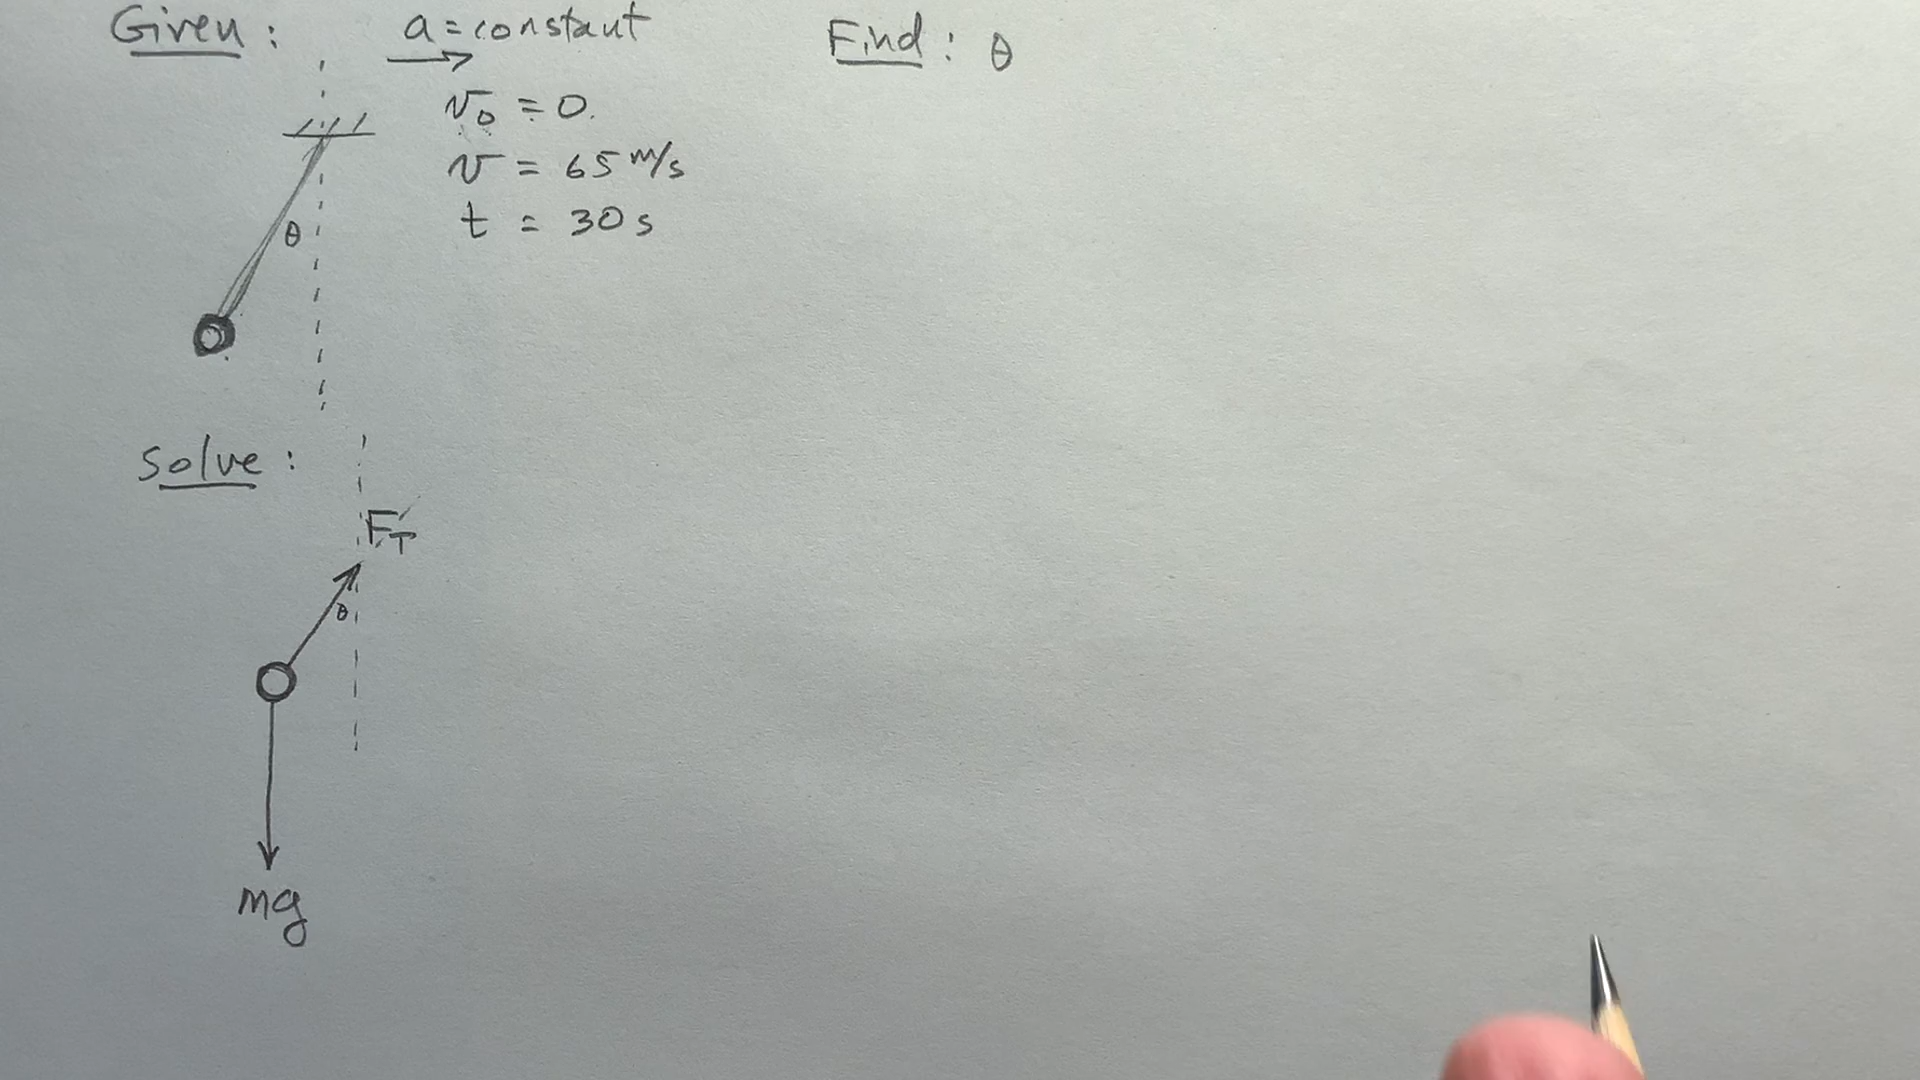 Given :
a = constant
v₀ = 0
v = 65 m/s
t = 30 s
θ
Find : θ
Solve :
F_T
θ
mg